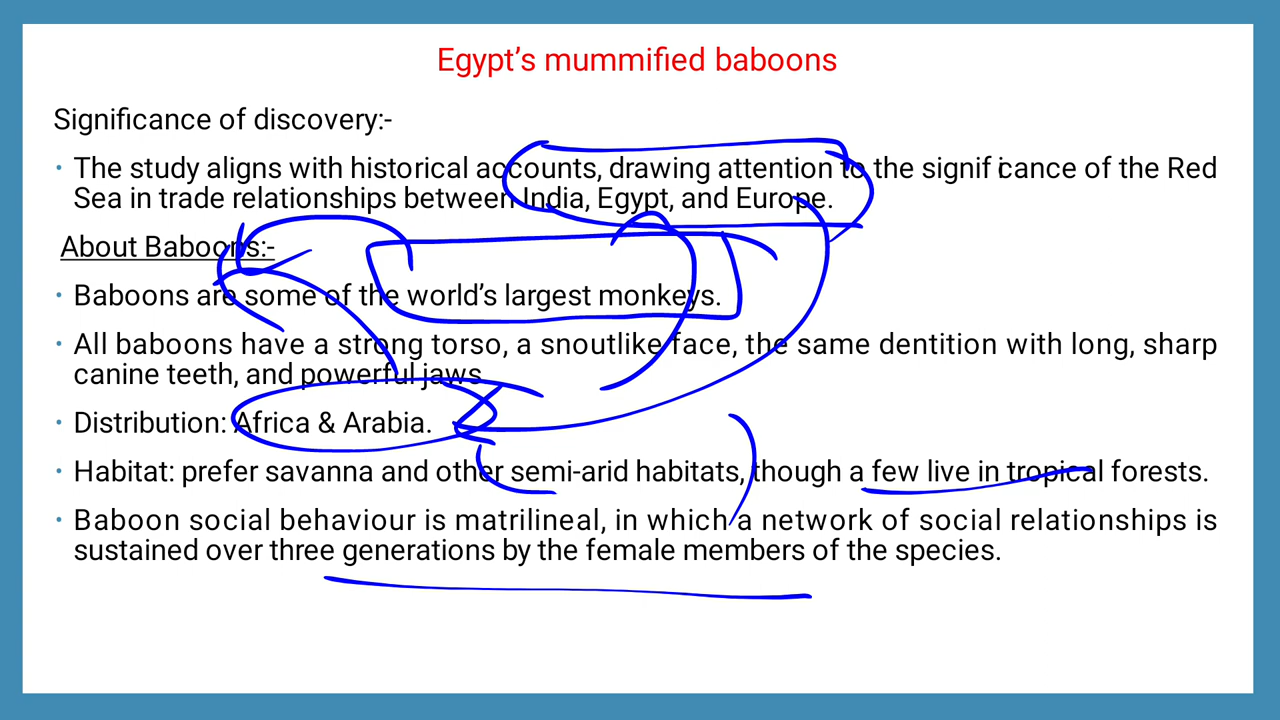 Egypt’s mummified baboons
Significance of discovery:-
• The study aligns with historical accounts, drawing attention to the signif icance of the Red
Sea in trade relationships between India, Egypt, and Europe.
About Baboons:-
• Baboons are some of the world’s largest monkeys.
• All baboons have a strong torso, a snoutlike face, the same dentition with long, sharp
canine teeth, and powerful jaws.
• Distribution: Africa & Arabia.
• Habitat: prefer savanna and other semi-arid habitats, though a few live in tropical forests.
• Baboon social behaviour is matrilineal, in which a network of social relationships is
sustained over three generations by the female members of the species.